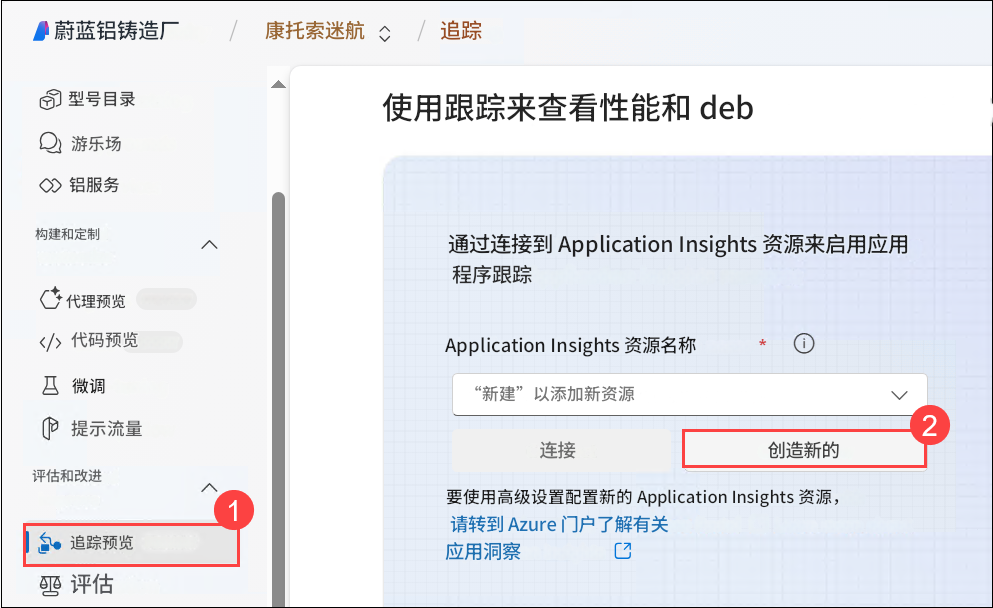 蔚蓝铝铸造厂 / 康托索迷航 / 追踪
型号目录
游乐场
铝服务
构建和定制
代理预览
代码预览
微调
提示流量
评估和改进
1
追踪预览
评估
使用跟踪来查看性能和 deb
通过连接到 Application Insights 资源来启用应用
程序跟踪
Application Insights 资源名称 *
“新建”以添加新资源
2
连接
创造新的
要使用高级设置配置新的 Application Insights 资源，
请转到 Azure 门户了解有关
应用洞察